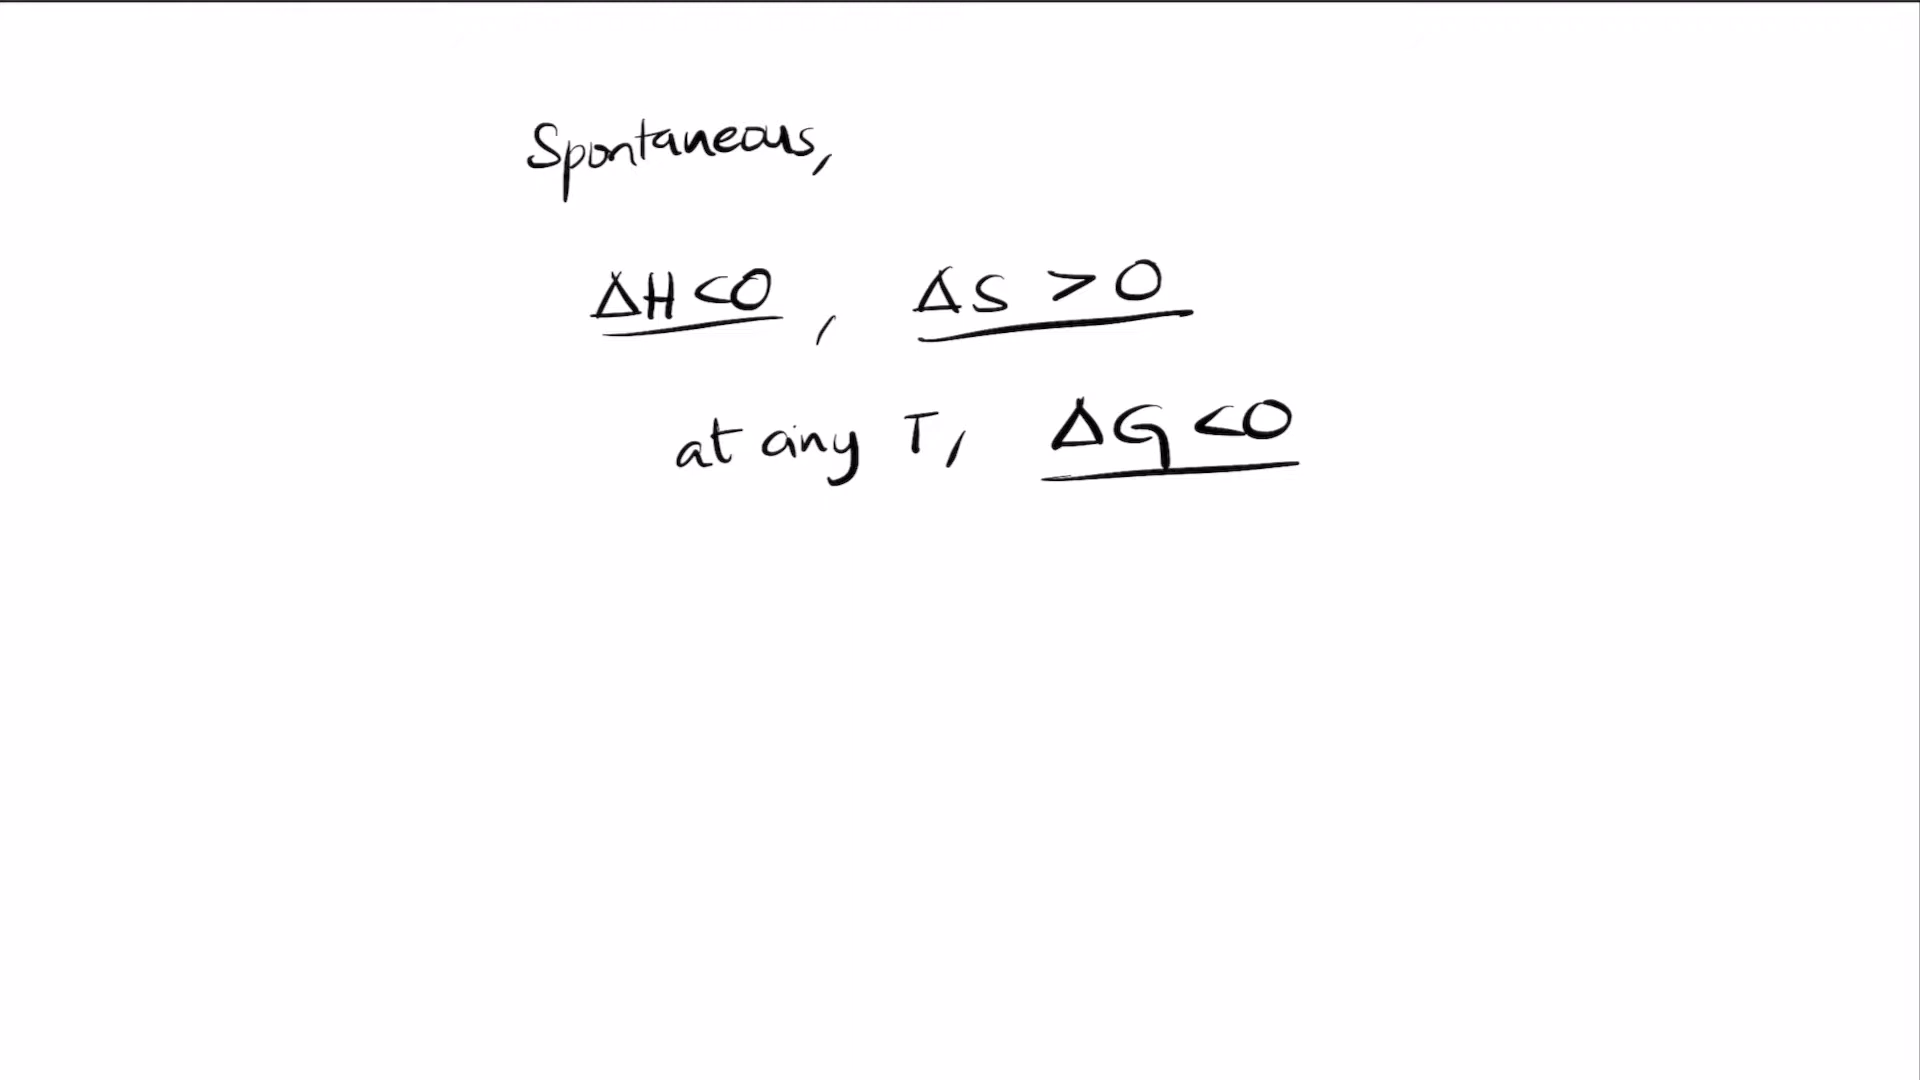 Spontaneous,
ΔH<0, ΔS >0
at any T, ΔG<0